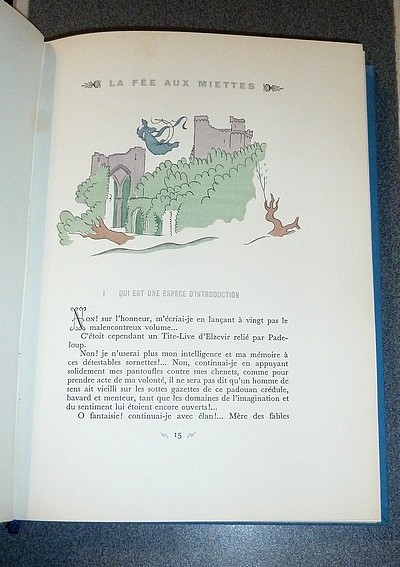 LA FÉE AUX MIETTES
I QUI EST UNE ESPECE D'INTRODUCTION
Non! sur l'honneur, m'écriai-je en lançant à vingt pas le
malencontreux volume...
C'étoit cependant un Tite-Live d'Elzevir relié par Pade-
loup.
Non! je n'userai plus mon intelligence et ma mémoire à
ces détestables sornettes!... Non, continuai-je en appuyant
solidement mes pantoufles contre mes chenets, comme pour
prendre acte de ma volonté, il ne sera pas dit qu'un homme de
sens ait vieilli sur les sottes gazettes de ce padouan crédule,
bavard et menteur, tant que les domaines de l'imagination et
du sentiment lui étoient encore ouverts!...
O fantaisie! continuai-je avec élan!... Mère des fables
15